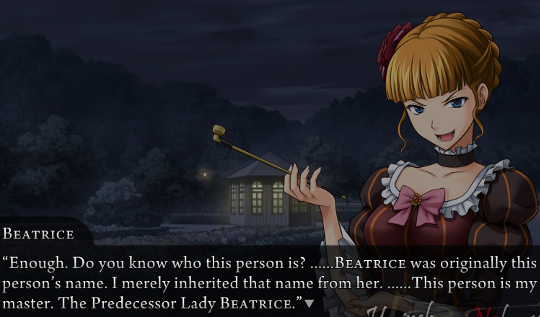 BEATRICE
“Enough. Do you know who this person is? ......BEATRICE was originally this
person's name. I merely inherited that name from her. ......This person is my
master. The Predecessor Lady BEATRICE.”▼